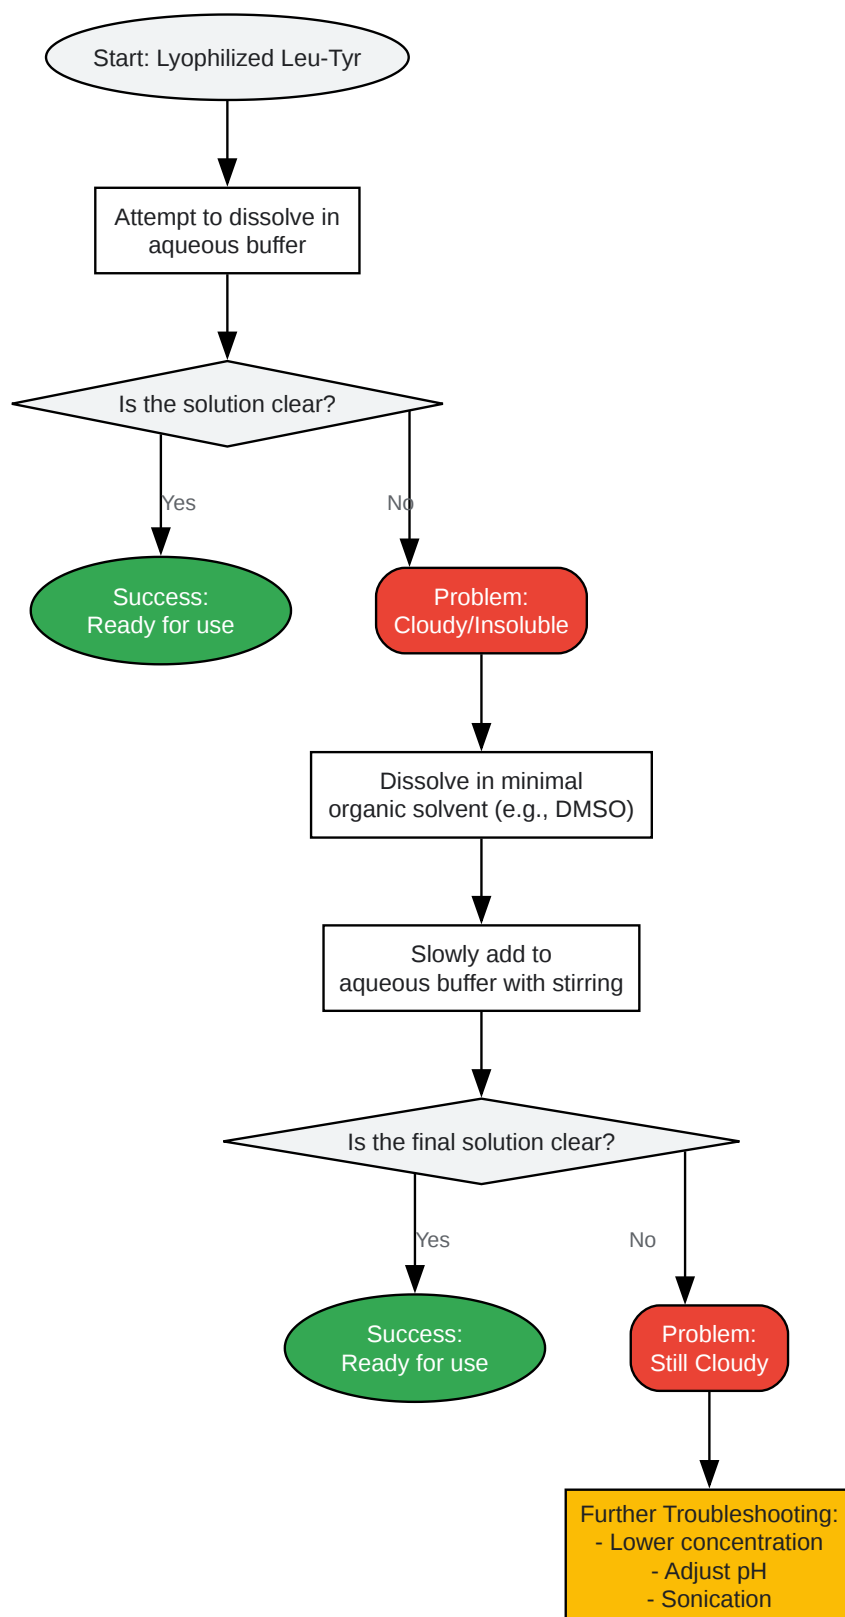 Start: Lyophilized Leu-Tyr
Attempt to dissolve in
aqueous buffer
Is the solution clear?
Yes
No
Success:
Ready for use
Problem:
Cloudy/Insoluble
Dissolve in minimal
organic solvent (e.g., DMSO)
Slowly add to
aqueous buffer with stirring
Is the final solution clear?
Yes
No
Success:
Ready for use
Problem:
Still Cloudy
Further Troubleshooting:
- Lower concentration
- Adjust pH
- Sonication